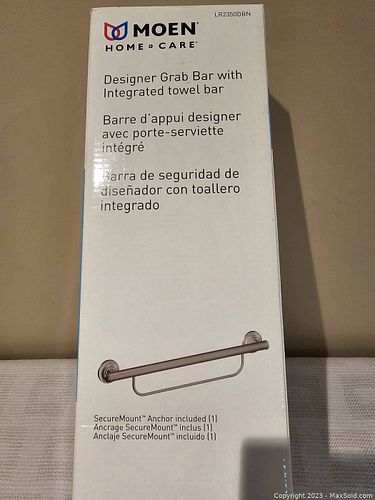 LR2350DBN
MOEN
HOME CARE
Designer Grab Bar with
Integrated towel bar
Barre d'appui designer
avec porte-serviette
intégré
Barra de seguridad de
diseñador con toallero
integrado
SecureMount™ Anchor included (1)
Ancrage SecureMount™ inclus (1)
Anclaje SecureMount™ incluido (1)
Copyright 2023 - MaxSold.com